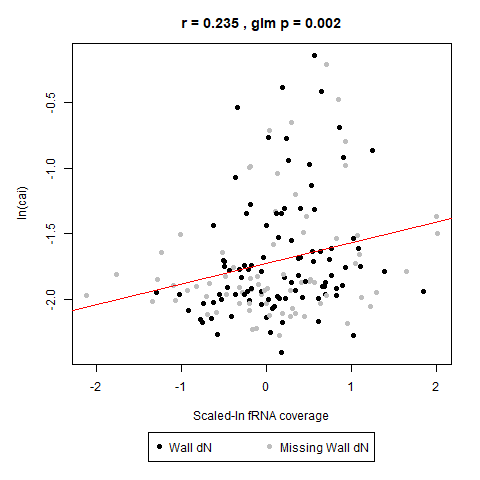 r = 0.235 , glm p = 0.002
ln(cai)
-0.5
-1.0
-1.5
-2.0
-2 -1 0 1 2
Scaled-ln fRNA coverage
Wall dN Missing Wall dN